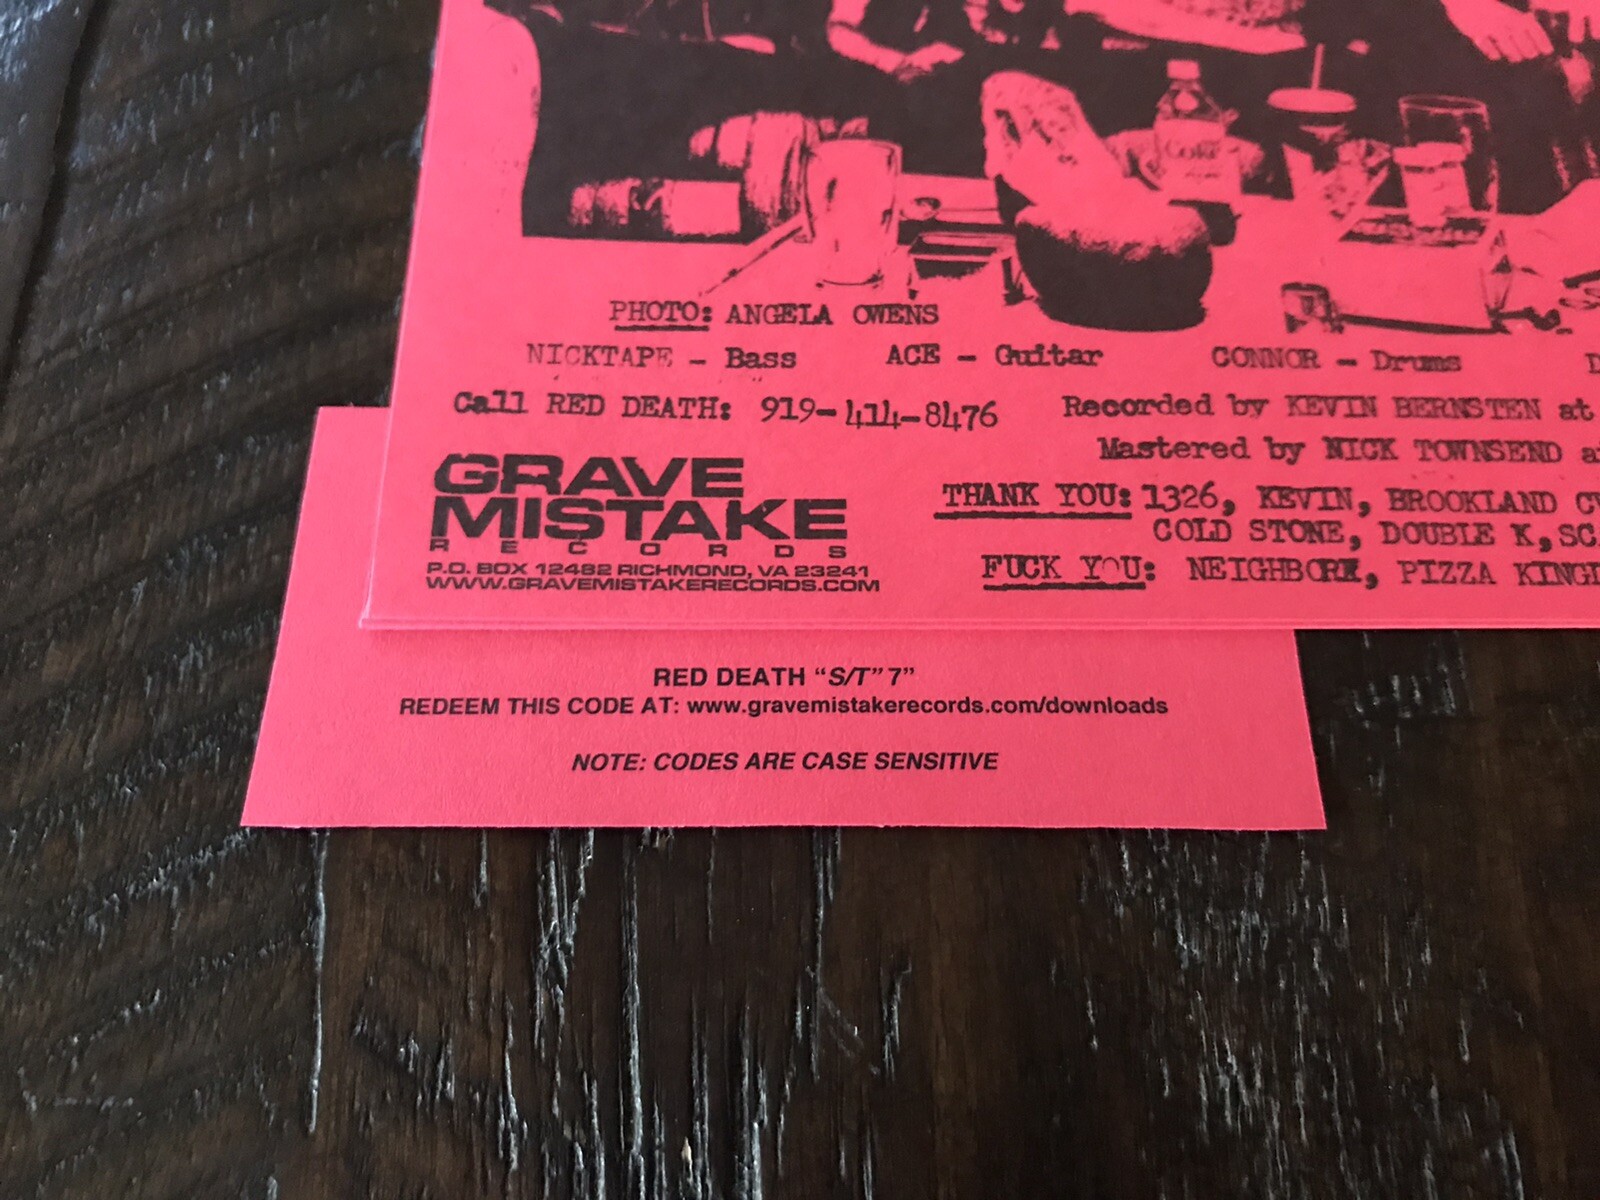 Coke
PHOTO: ANGELA OWENS
NICKTAPE - Bass ACE - Guitar CONNOR - Drums
Call RED DEATH: 919-414-8476 Recorded by KEVIN BERNSTEN at
Mastered by NICK TOWNSEND
GRAVE
MISTAKE
RECORDS
P.O. BOX 12482 RICHMOND, VA 23241
WWW.GRAVEMISTAKERECORDS.COM
THANK YOU: 1326, KEVIN, BROOKLAND
COLD STONE, DOUBLE K,
FUCK YOU: NEIGHBORE, PIZZA
RED DEATH “S/T” 7”
REDEEM THIS CODE AT: www.gravemistakerecords.com/downloads
NOTE: CODES ARE CASE SENSITIVE